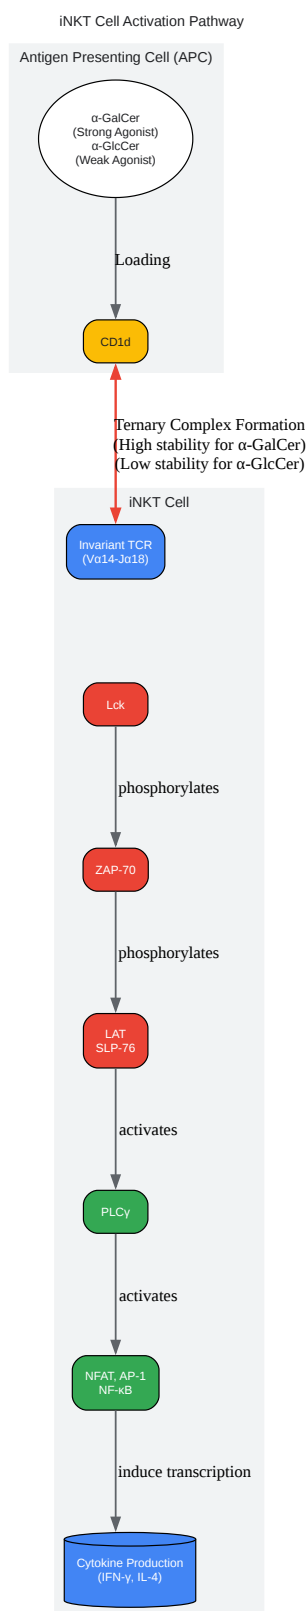 iNKT Cell Activation Pathway
Antigen Presenting Cell (APC)
α-GalCer
(Strong Agonist)
α-GlcCer
(Weak Agonist)
Loading
CD1d
Ternary Complex Formation
(High stability for α-GalCer)
(Low stability for α-GlcCer)
iNKT Cell
Invariant TCR
(Vα14-Jα18)
Lck
phosphorylates
ZAP-70
phosphorylates
LAT
SLP-76
activates
PLCγ
activates
NFAT, AP-1
NF-κB
induce transcription
Cytokine Production
(IFN-γ, IL-4)